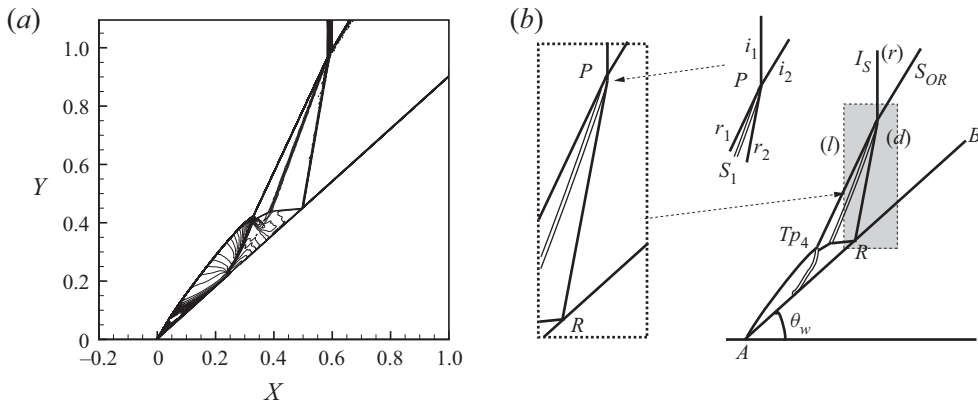 (a)
1.0
0.8
0.6
Y
0.4
0.2
0
−0.2
0
0.2
0.4
0.6
0.8
1.0
X
(b)
P
R
i1
P
i2
r1
r2
S1
IS
(r)
SOR
(l)
(d)
B
Tp4
R
θw
A